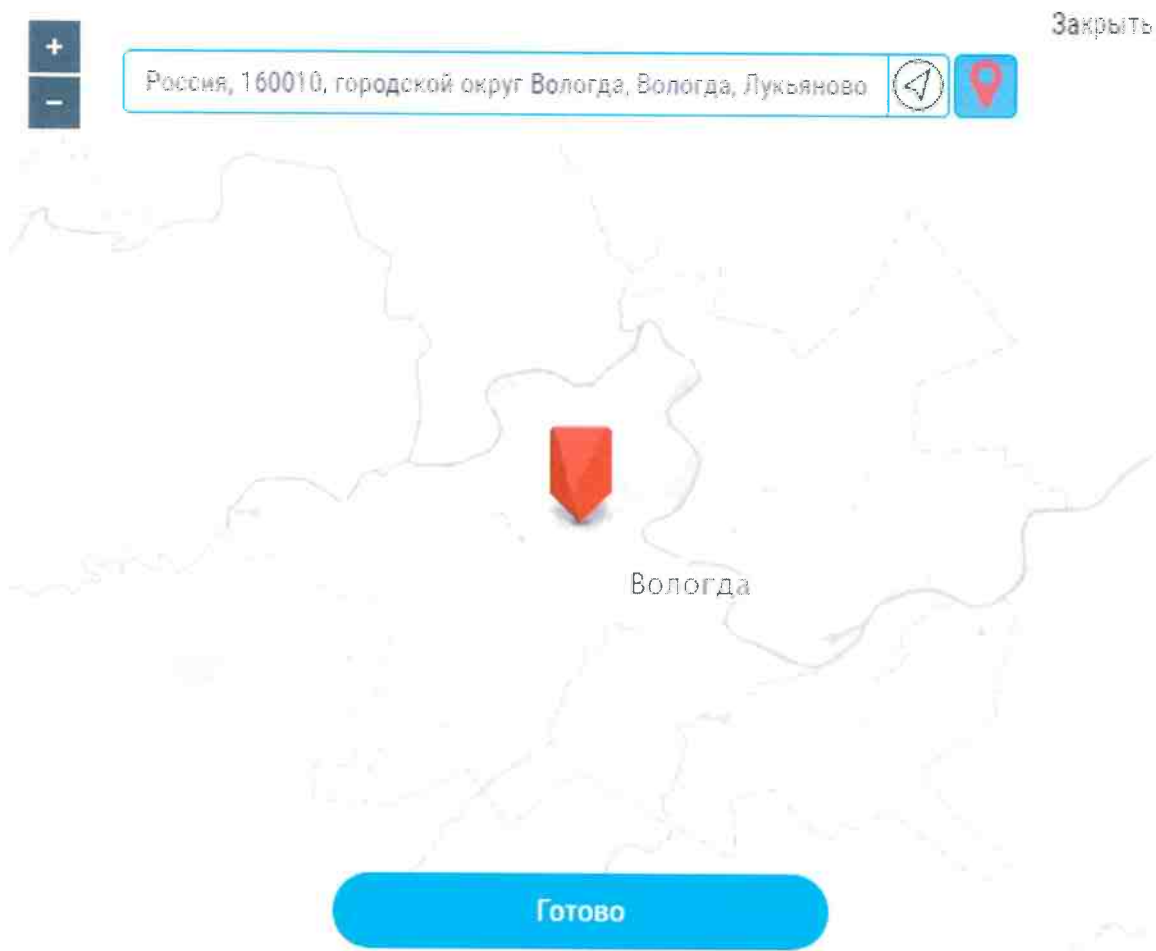 Закрыть
+
Россия, 160010, городской округ Вологда, Вологда, Лукьяново
−
Вологда
Готово